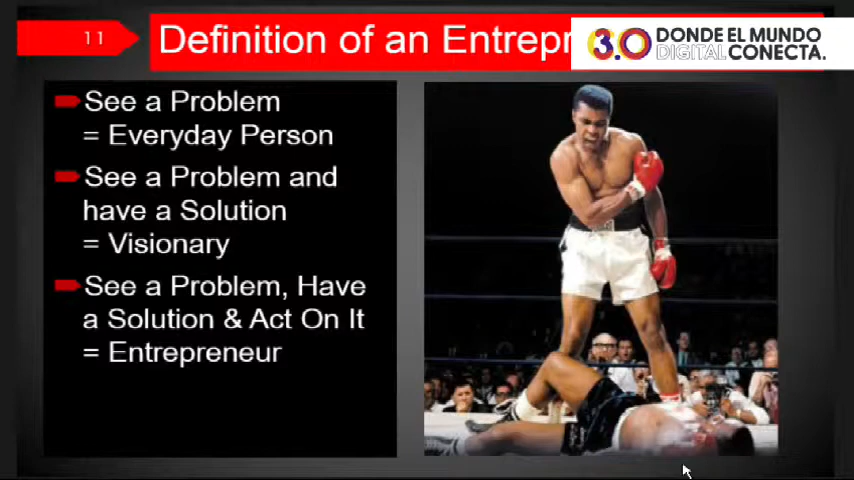 11
Definition of an Entrepr
3.0
DONDE EL MUNDO
DIGITAL CONECTA.
See a Problem
= Everyday Person
See a Problem and
have a Solution
= Visionary
See a Problem, Have
a Solution & Act On It
= Entrepreneur